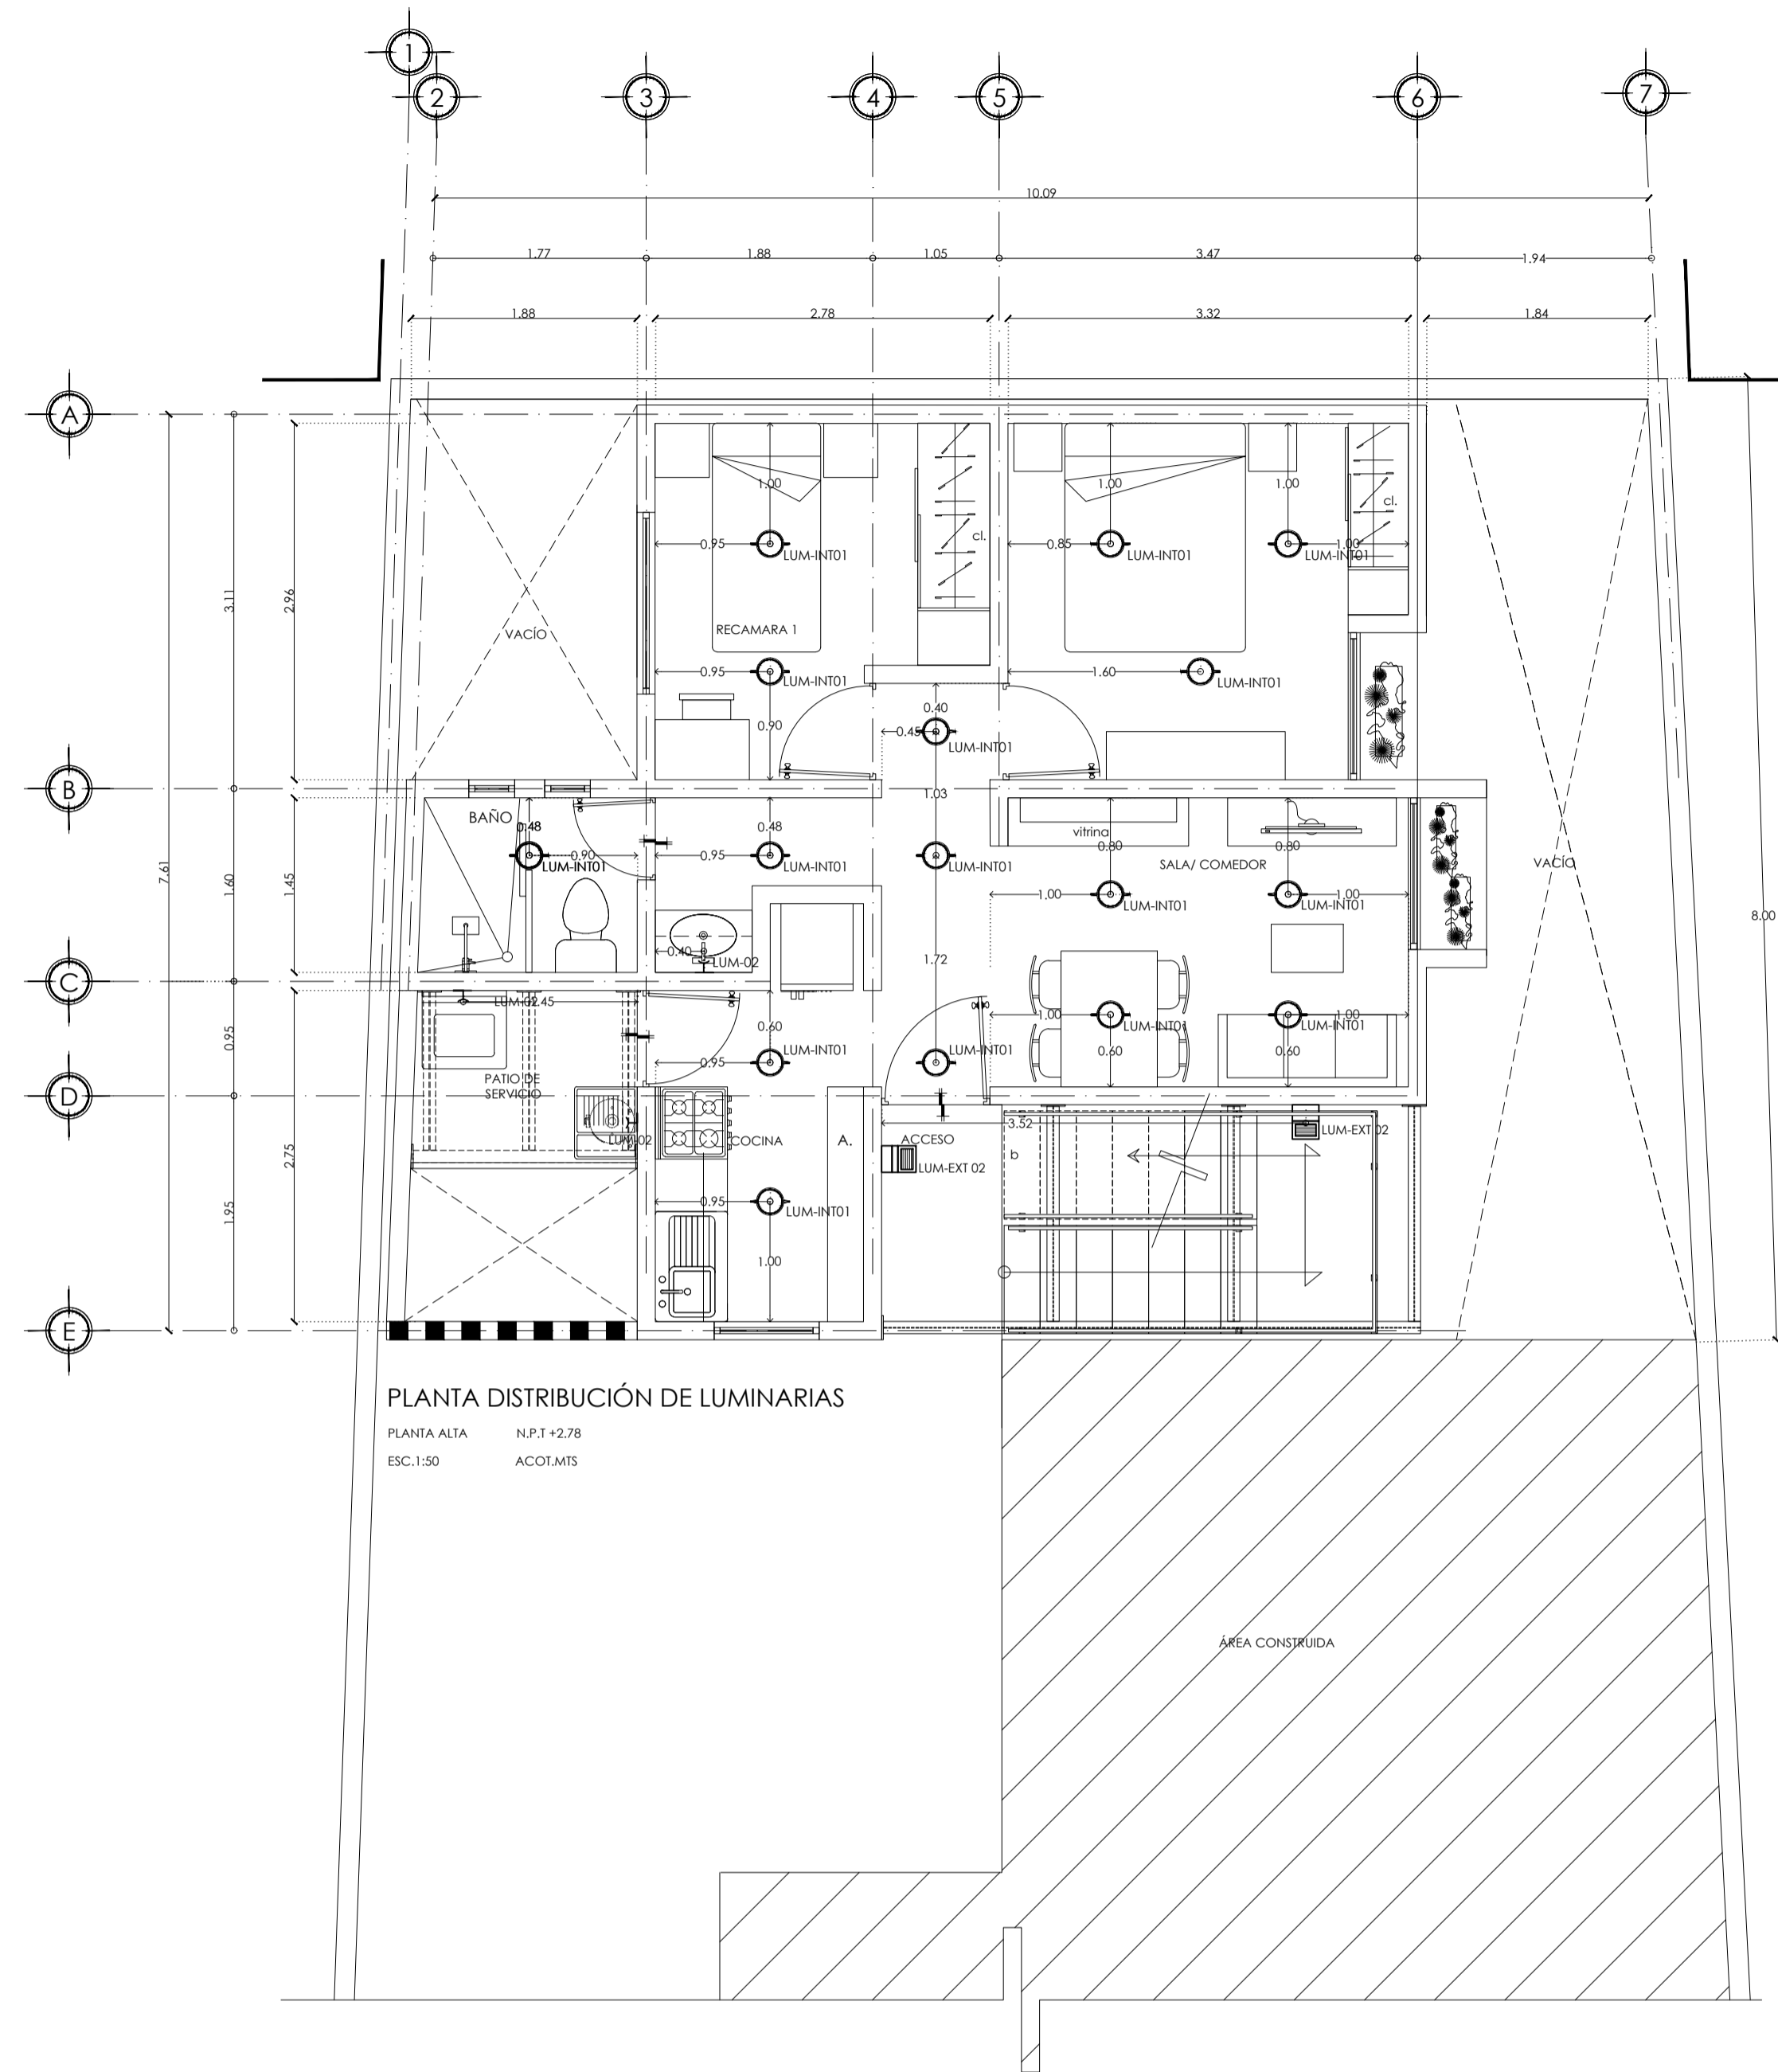 1
2
3
4
5
6
7
10.09
1.77
1.88
1.05
3.47
1.94
1.88
2.78
3.32
1.84
A
1.00
1.00
1.00
cl.
cl.
0.95
LUM-INT01
0.85
LUM-INT01
1.00
LUM-INT01
3.11
2.96
VACÍO
RECAMARA 1
0.95
LUM-INT01
1.60
LUM-INT01
0.40
0.90
0.45
LUM-INT01
B
1.03
BAÑO
0.48
0.48
vitrina
0.80
0.80
0.90
LUM-INT01
0.95
LUM-INT01
LUM-INT01
SALA/ COMEDOR
VACÍO
7.61
1.60
1.45
1.00
LUM-INT01
1.00
LUM-INT01
8.00
0.40
LUM-02
1.72
C
LUM-02
.45
0.95
0.60
1.00
LUM-INT01
1.00
LUM-INT01
0.95
LUM-INT01
LUM-INT01
0.60
0.60
PATIO DE
SERVICIO
D
3.52
LUM-02
COCINA
A.
ACCESO
LUM-EXT 02
b
LUM-EXT 02
2.75
1.95
0.95
LUM-INT01
1.00
E
PLANTA DISTRIBUCIÓN DE LUMINARIAS
PLANTA ALTA N.P.T +2.78
ESC.1:50 ACOT.MTS
ÁREA CONSTRUIDA